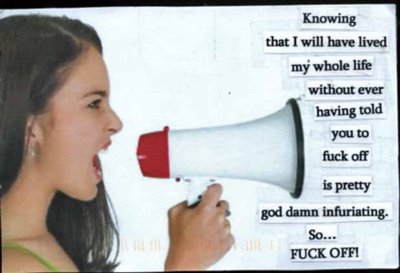 Knowing
that I will have lived
my whole life
without ever
having told
you to
fuck off
is pretty
god damn infuriating.
So...
FUCK OFF!